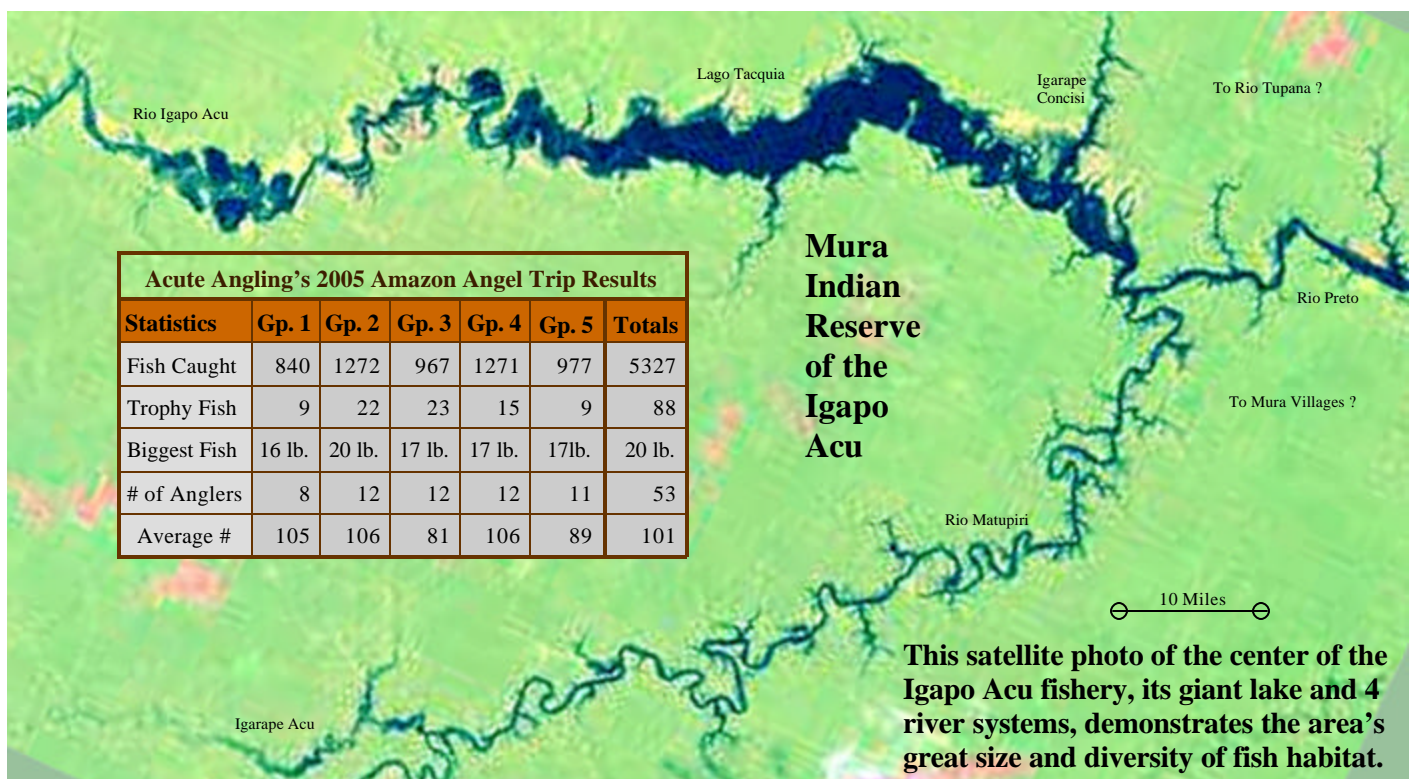 Lago Tacquia
Igarape
Concisi
To Rio Tupana ?
Rio Igapo Acu
Mura
Indian
Reserve
of the
Igapo
Acu
Acute Angling’s 2005 Amazon Angel Trip Results
Statistics Gp. 1 Gp. 2 Gp. 3 Gp. 4 Gp. 5 Totals
Fish Caught 840 1272 967 1271 977 5327
Trophy Fish 9 22 23 15 9 88
Biggest Fish 16 lb. 20 lb. 17 lb. 17 lb. 17lb. 20 lb.
# of Anglers 8 12 12 12 11 53
Average # 105 106 81 106 89 101
Rio Preto
To Mura Villages ?
Rio Matupiri
10 Miles
Igarape Acu
This satellite photo of the center of the
Igapo Acu fishery, its giant lake and 4
river systems, demonstrates the area’s
great size and diversity of fish habitat.